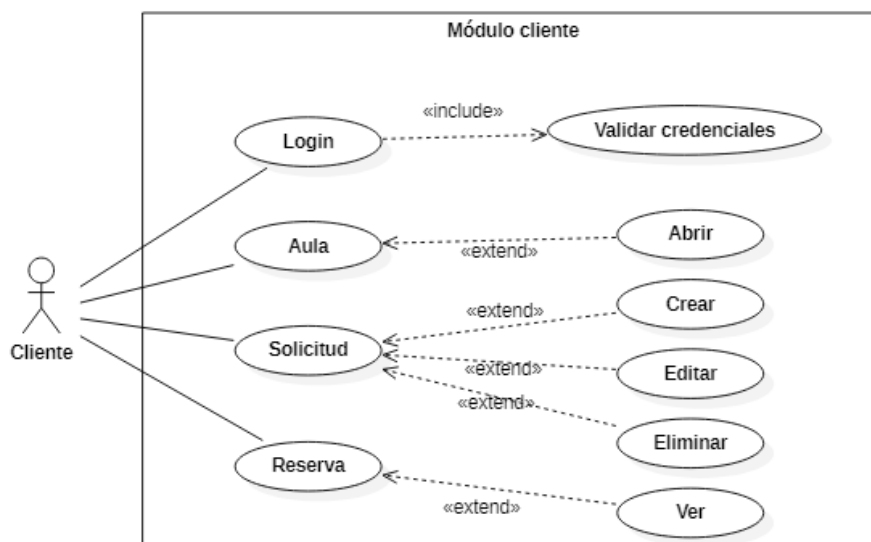 Módulo cliente
Login
«include»
Validar credenciales
Aula
«extend»
Abrir
Cliente
Solicitud
«extend»
Crear
«extend»
Editar
«extend»
Eliminar
Reserva
«extend»
Ver